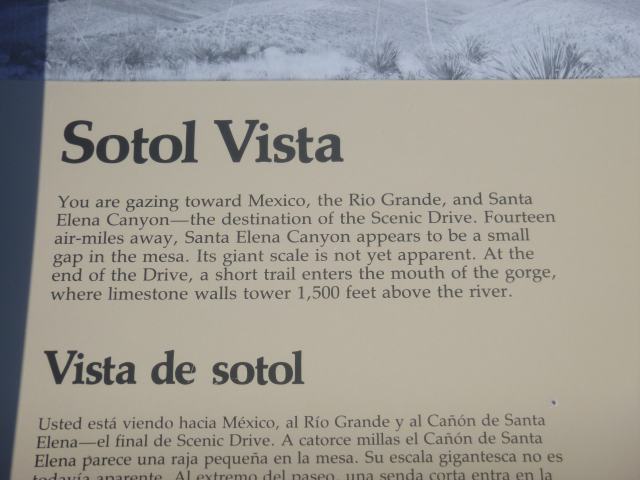 Sotol Vista
You are gazing toward Mexico, the Rio Grande, and Santa
Elena Canyon—the destination of the Scenic Drive. Fourteen
air-miles away, Santa Elena Canyon appears to be a small
gap in the mesa. Its giant scale is not yet apparent. At the
end of the Drive, a short trail enters the mouth of the gorge,
where limestone walls tower 1,500 feet above the river.
Vista de sotol
Usted está viendo hacia México, al Río Grande y al Cañón de Santa
Elena—el final de Scenic Drive. A catorce millas el Cañón de Santa
Elena parece una raja pequeña en la mesa. Su escala gigantesca no es
todavía aparente. Al extremo del paseo, una senda corta entra en la